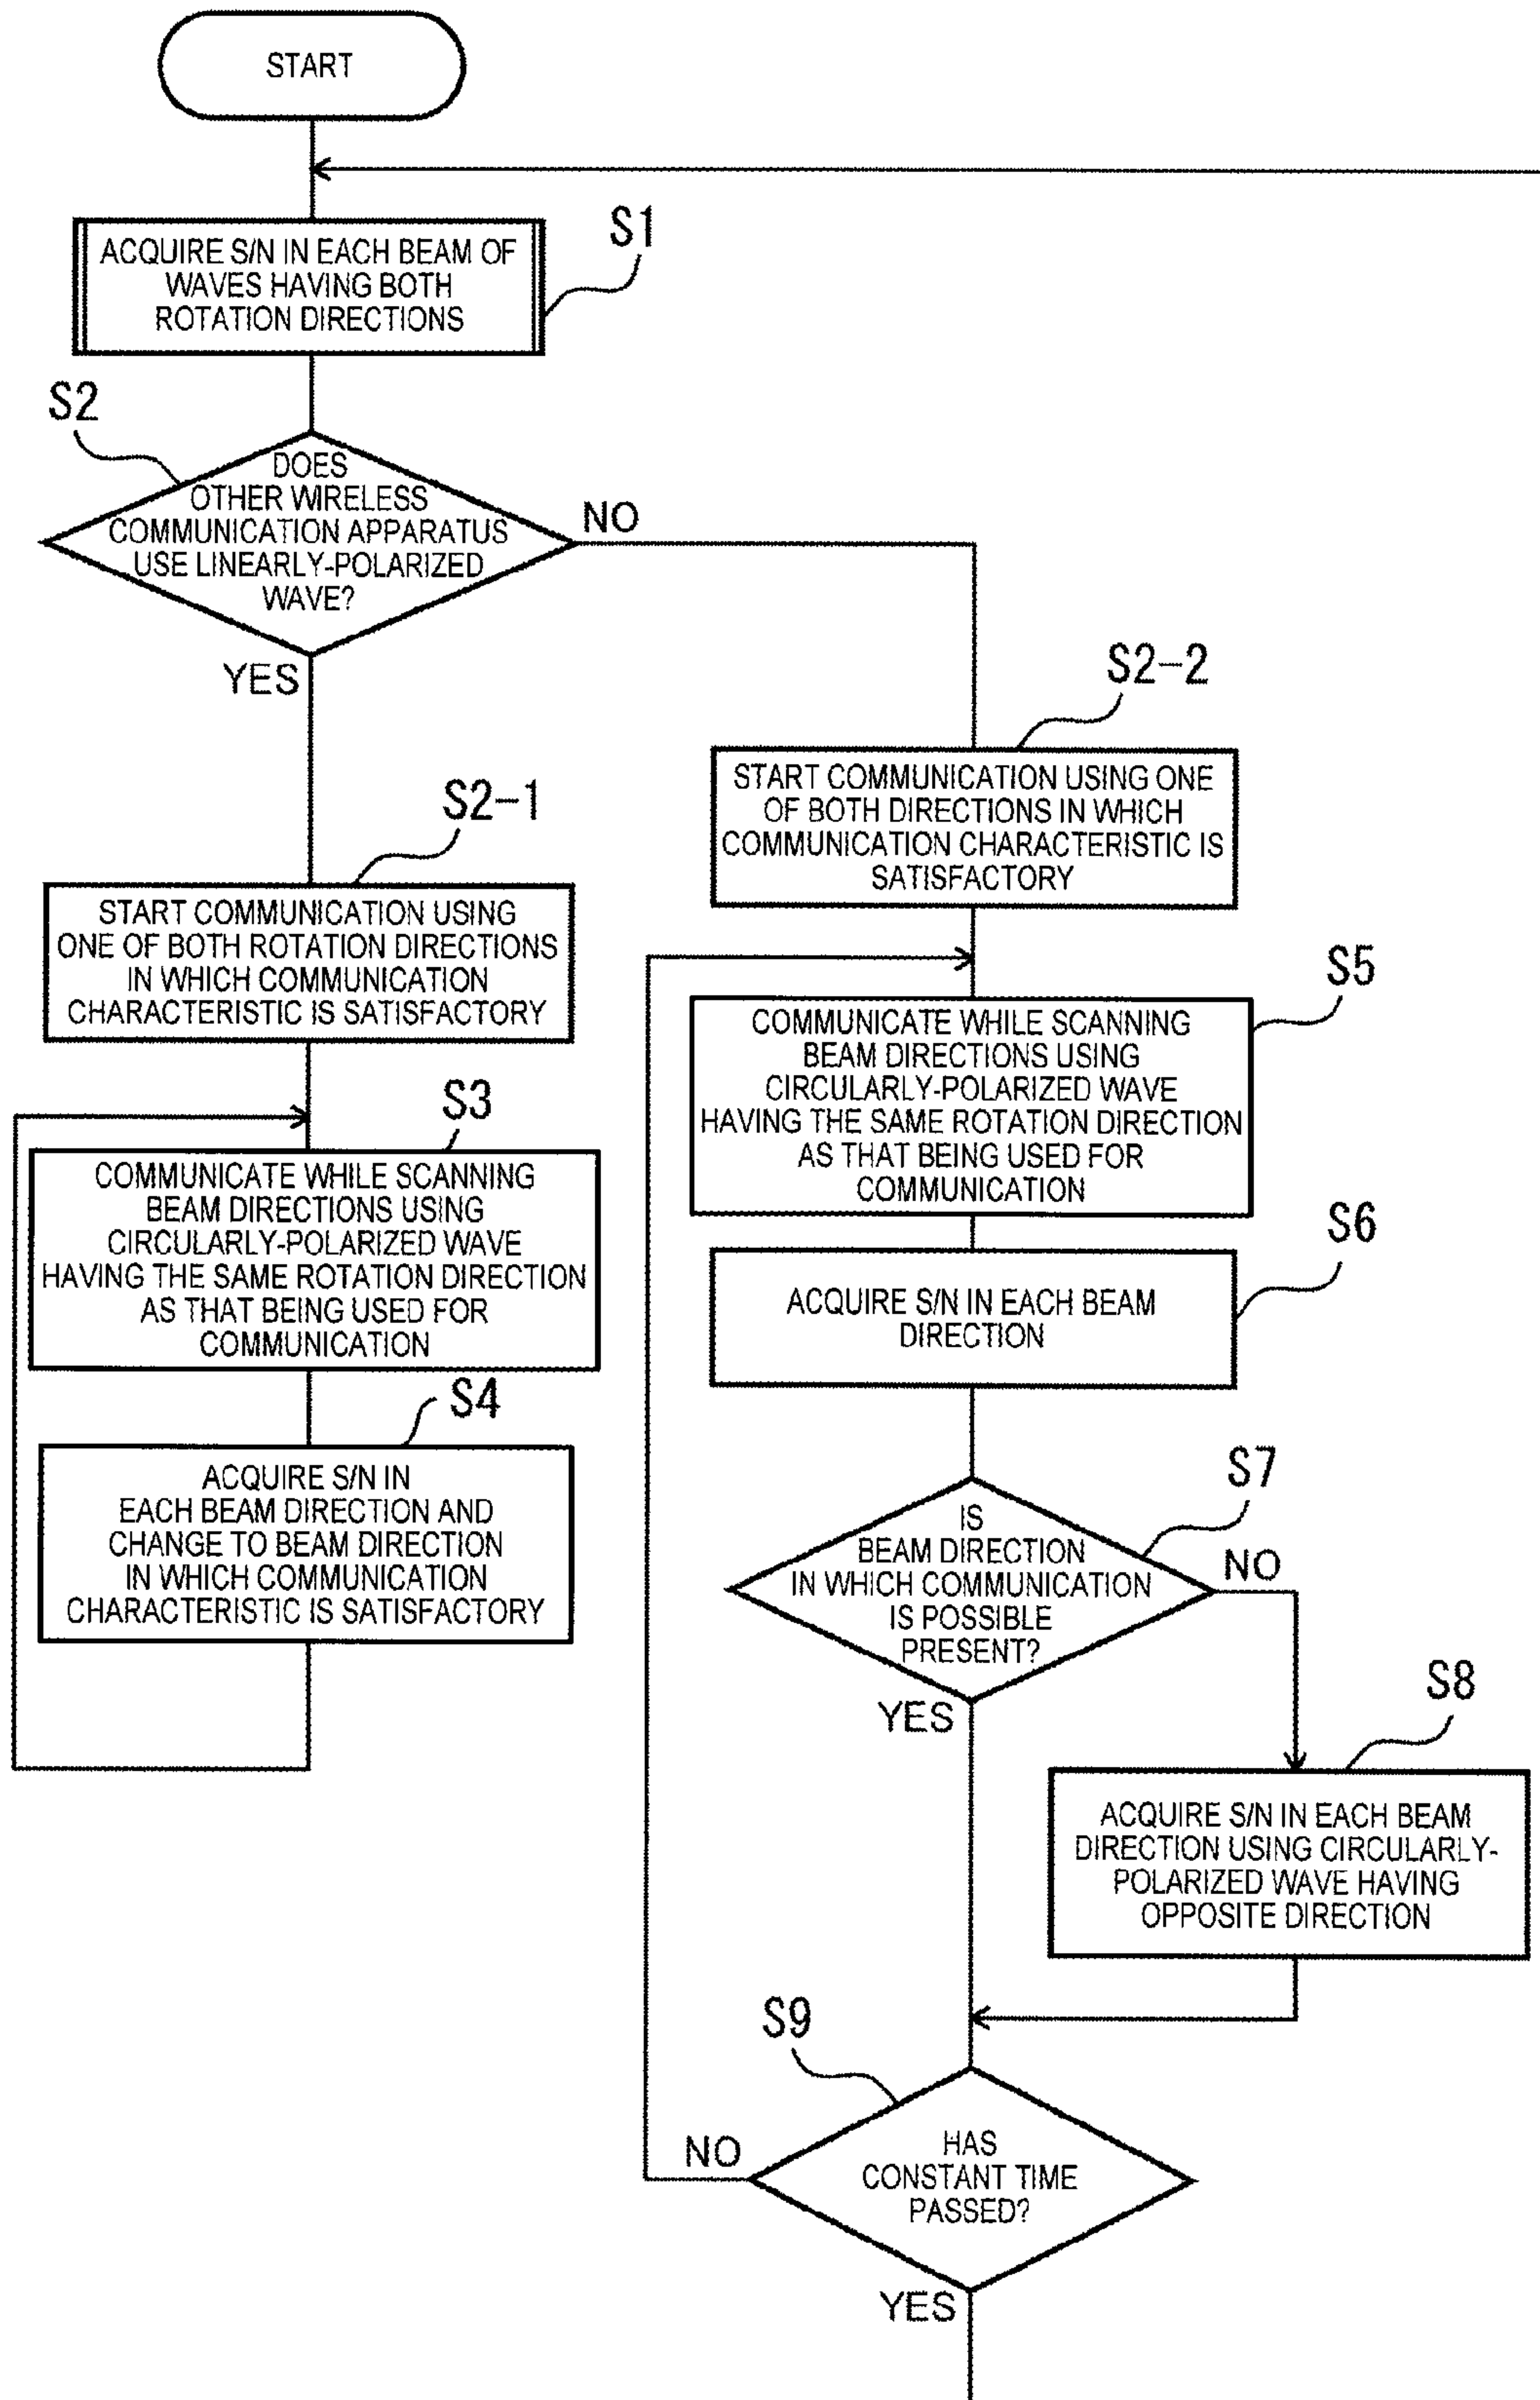 START
S1
ACQUIRE S/N IN EACH BEAM OF
WAVES HAVING BOTH
ROTATION DIRECTIONS
S2
DOES
OTHER WIRELESS
COMMUNICATION APPARATUS
USE LINEARLY-POLARIZED
WAVE?
NO
YES
S2-1
START COMMUNICATION USING
ONE OF BOTH ROTATION DIRECTIONS
IN WHICH COMMUNICATION
CHARACTERISTIC IS SATISFACTORY
S3
COMMUNICATE WHILE SCANNING
BEAM DIRECTIONS USING
CIRCULARLY-POLARIZED WAVE
HAVING THE SAME ROTATION DIRECTION
AS THAT BEING USED FOR
COMMUNICATION
S4
ACQUIRE S/N IN
EACH BEAM DIRECTION AND
CHANGE TO BEAM DIRECTION
IN WHICH COMMUNICATION
CHARACTERISTIC IS SATISFACTORY
S2-2
START COMMUNICATION USING ONE
OF BOTH DIRECTIONS IN WHICH
COMMUNICATION CHARACTERISTIC IS
SATISFACTORY
S5
COMMUNICATE WHILE SCANNING
BEAM DIRECTIONS USING
CIRCULARLY-POLARIZED WAVE
HAVING THE SAME ROTATION DIRECTION
AS THAT BEING USED FOR
COMMUNICATION
S6
ACQUIRE S/N IN EACH BEAM
DIRECTION
S7
IS
BEAM DIRECTION
IN WHICH COMMUNICATION
IS POSSIBLE
PRESENT?
NO
YES
S8
ACQUIRE S/N IN EACH BEAM
DIRECTION USING CIRCULARLY-
POLARIZED WAVE HAVING
OPPOSITE DIRECTION
S9
HAS
CONSTANT TIME
PASSED?
NO
YES